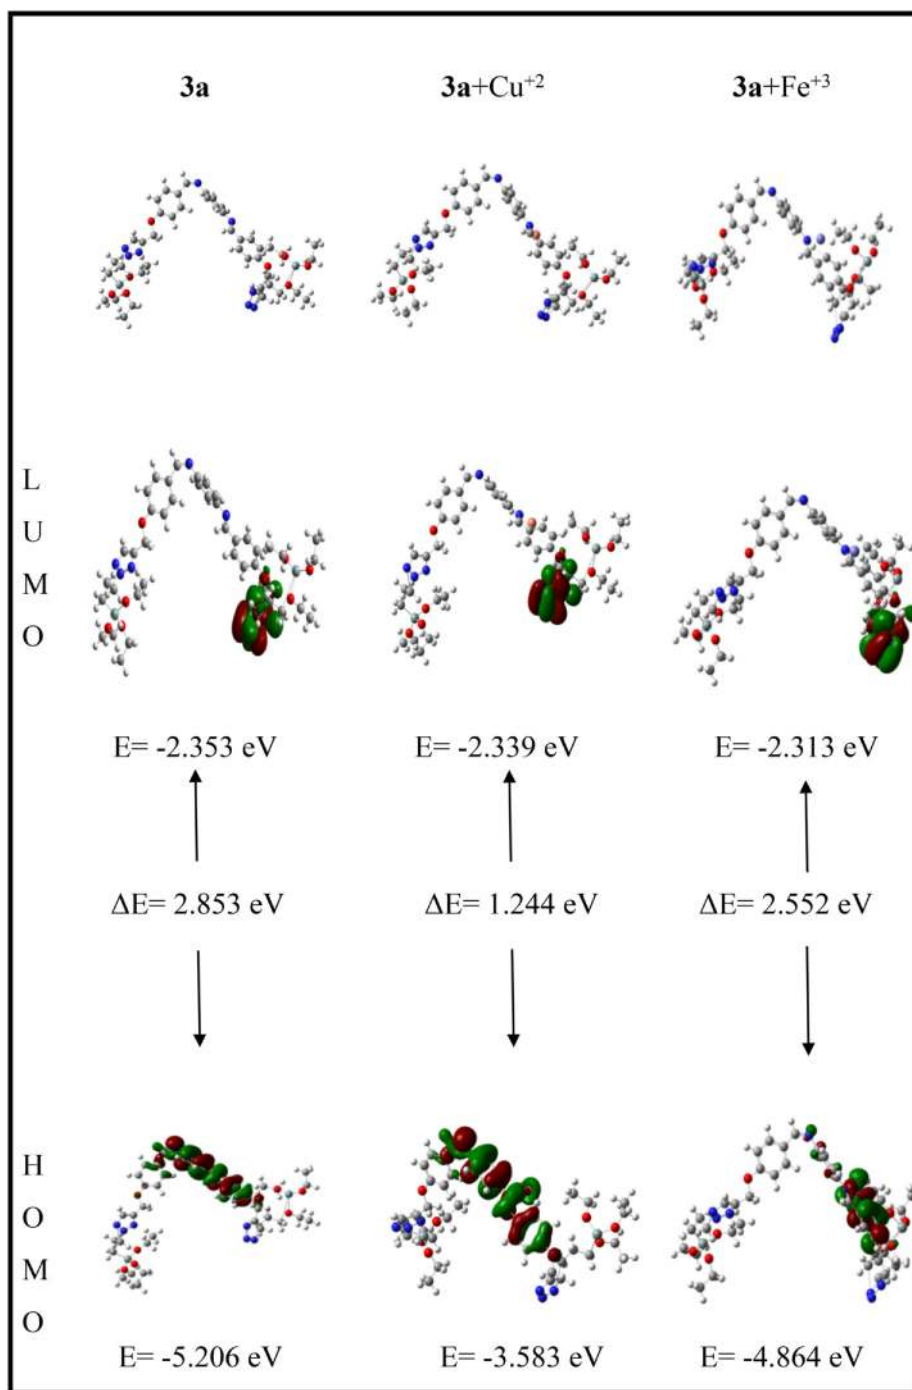 3a 3a+Cu+2 3a+Fe+3
L
U
M
O
E= -2.353 eV E= -2.339 eV E= -2.313 eV
ΔE= 2.853 eV ΔE= 1.244 eV ΔE= 2.552 eV
H
O
M
O
E= -5.206 eV E= -3.583 eV E= -4.864 eV